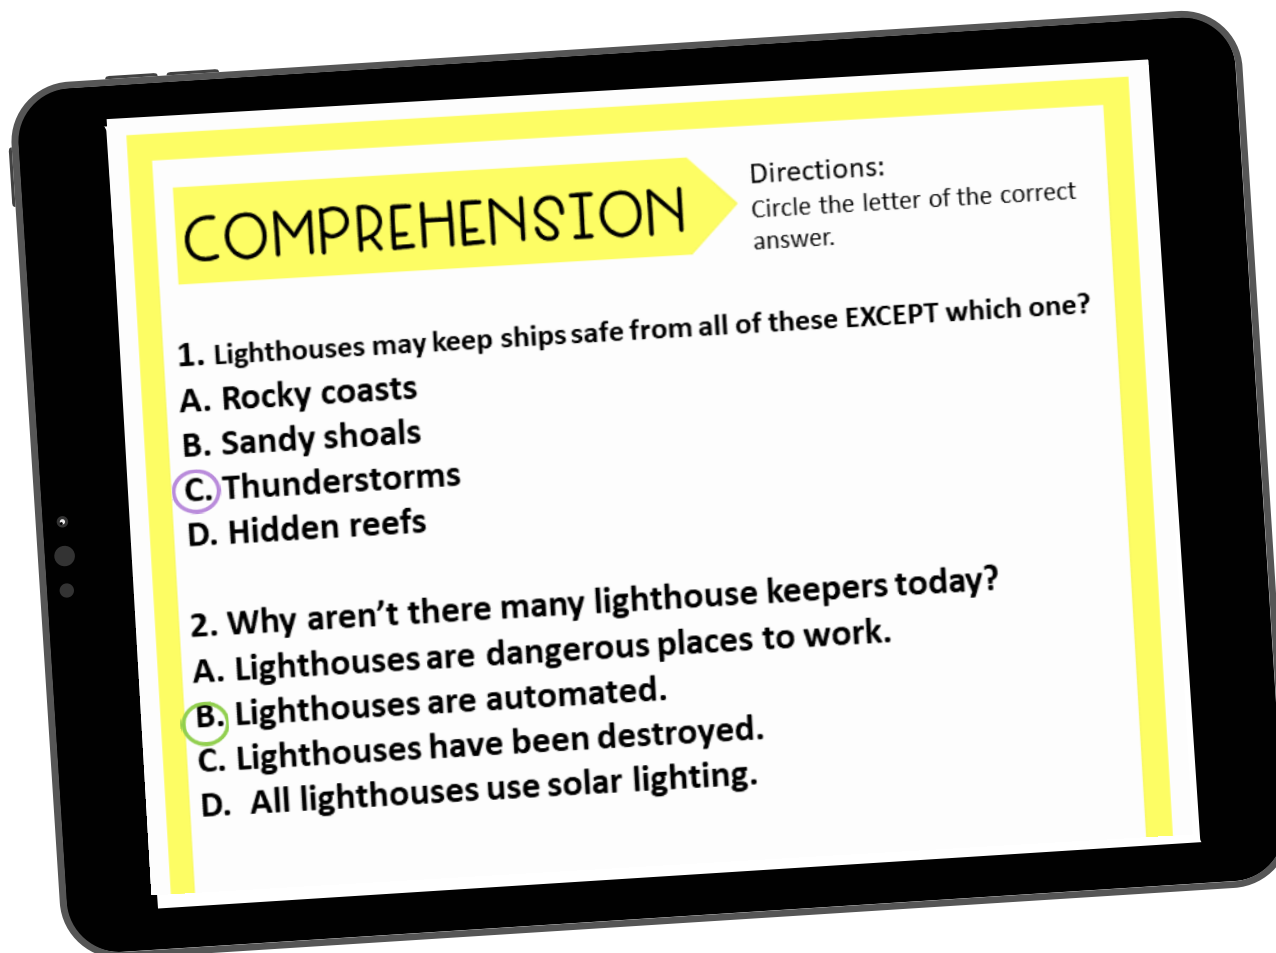 COMPREHENSION
Directions:
Circle the letter of the correct
answer.
1. Lighthouses may keep ships safe from all of these EXCEPT which one?
A. Rocky coasts
B. Sandy shoals
C. Thunderstorms
D. Hidden reefs
2. Why aren’t there many lighthouse keepers today?
A. Lighthouses are dangerous places to work.
B. Lighthouses are automated.
C. Lighthouses have been destroyed.
D. All lighthouses use solar lighting.